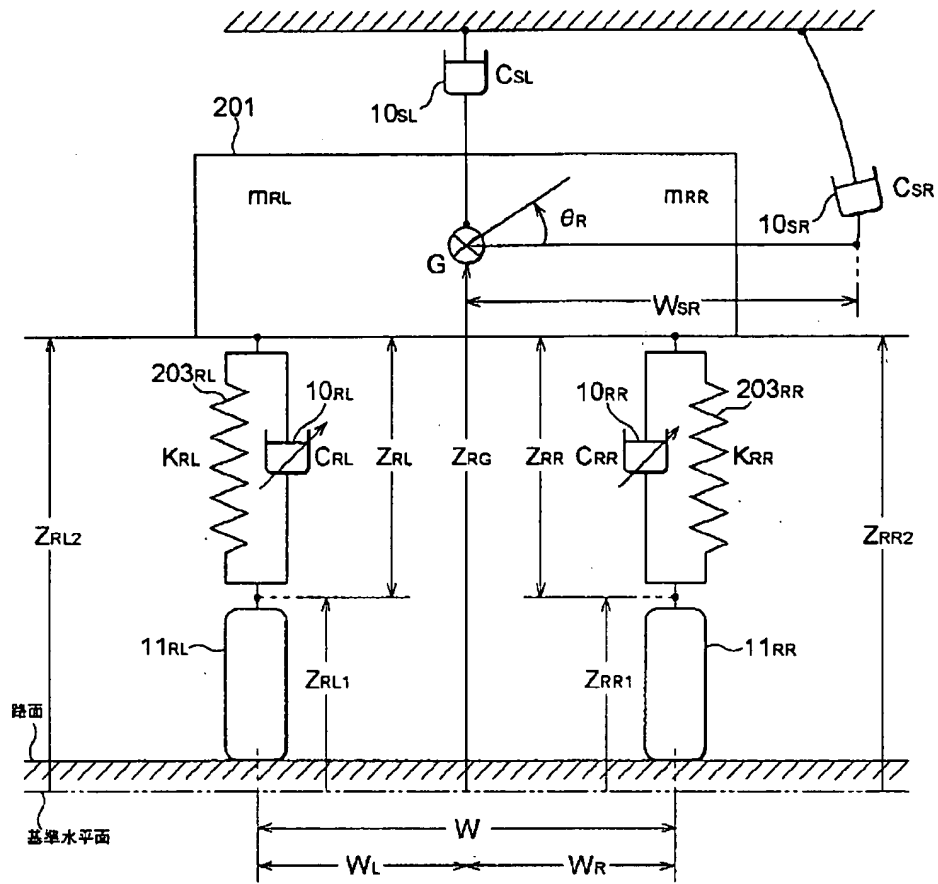 CSL
10SL
201
mRL
mRR
CSR
10SR
θR
G
WSR
203RL
10RL
10RR
203RR
KRL
CRL
ZRL
ZRG
ZRR
CRR
KRR
ZRL2
ZRR2
11RL
ZRL1
ZRR1
11RR
路面
基準水平面
W
WL
WR